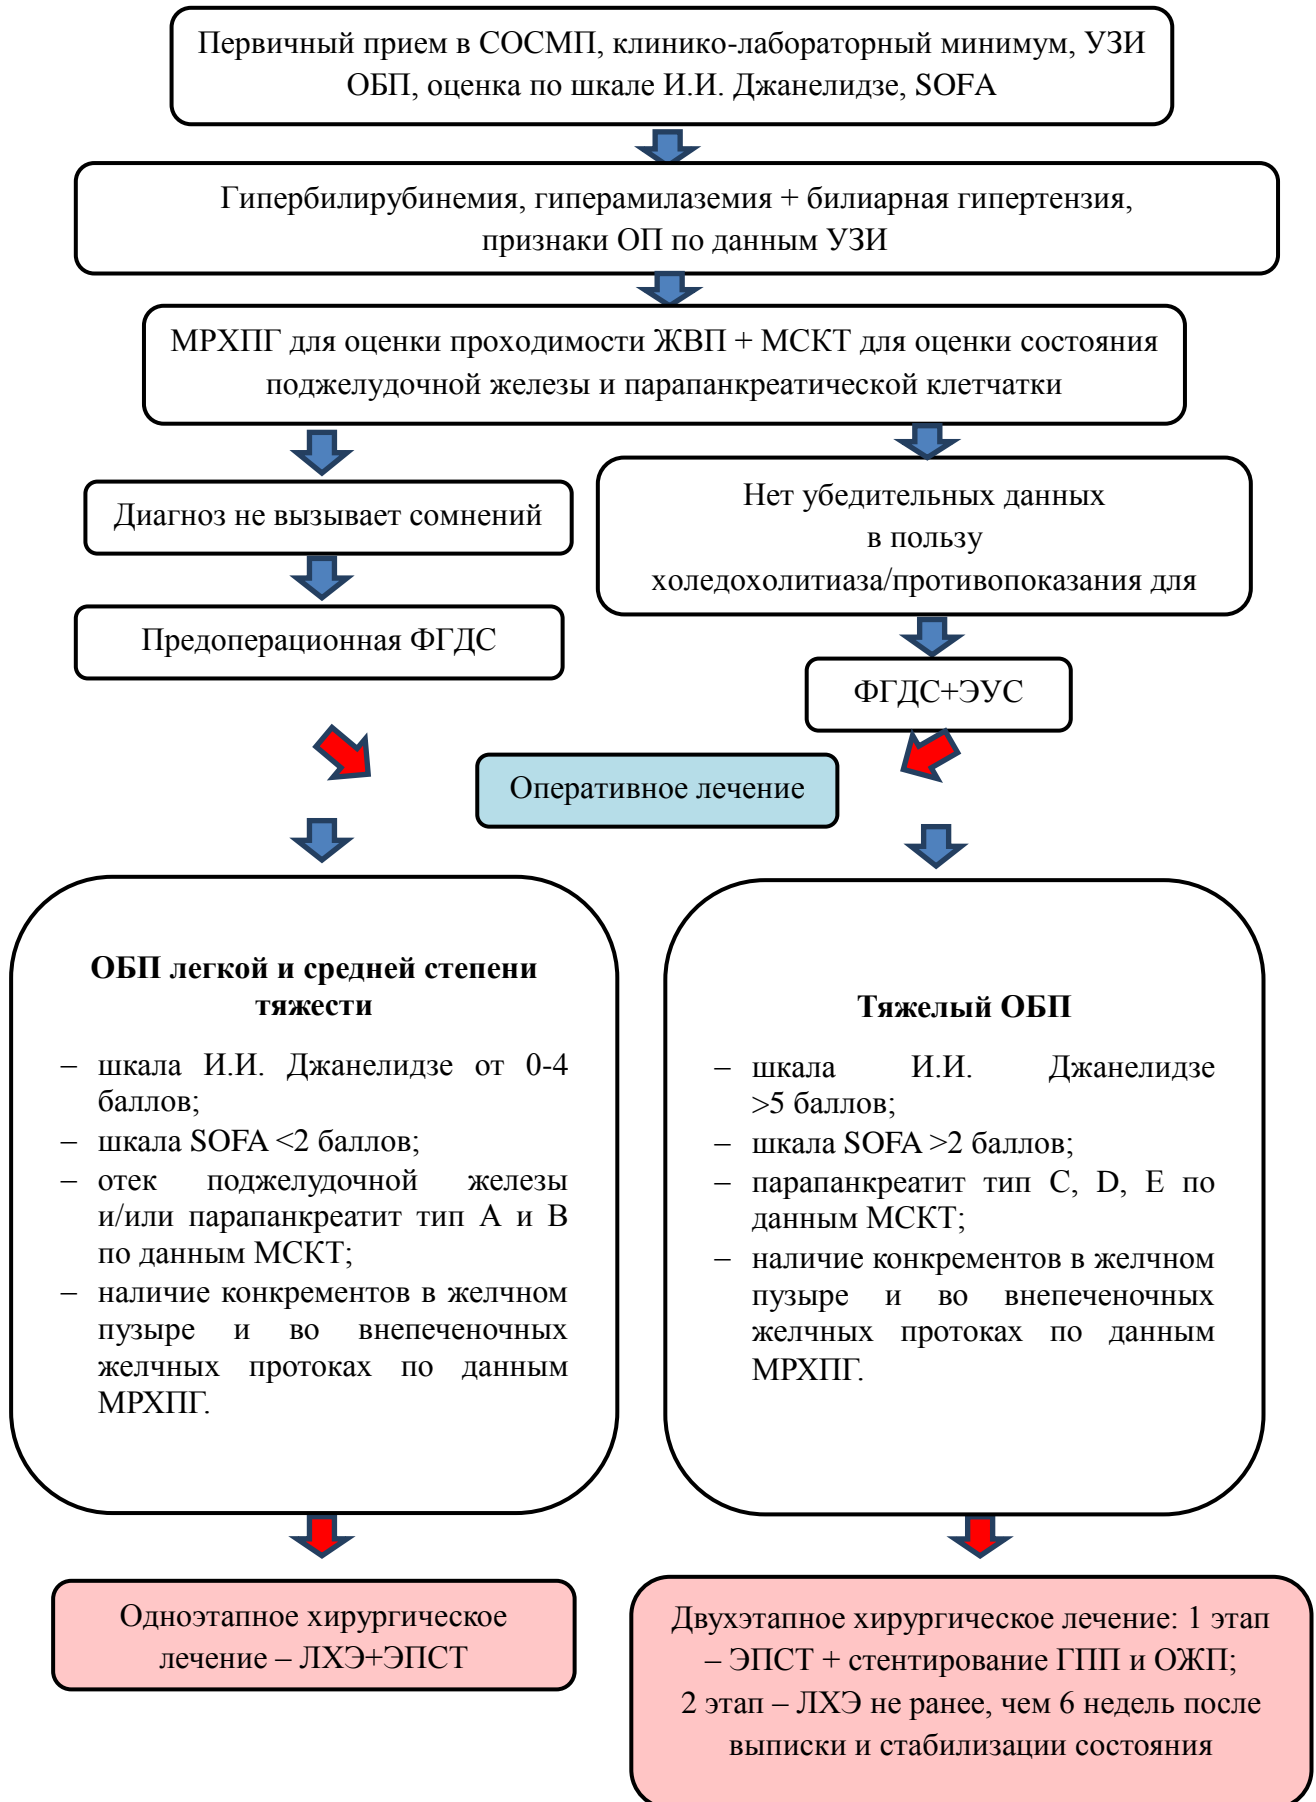 Первичный прием в СОСМП, клинико-лабораторный минимум, УЗИ
ОБП, оценка по шкале И.И. Джанелидзе, SOFA
Гипербилирубинемия, гиперамилаземия + билиарная гипертензия,
признаки ОП по данным УЗИ
МРХПГ для оценки проходимости ЖВП + МСКТ для оценки состояния
поджелудочной железы и парапанкреатической клетчатки
Диагноз не вызывает сомнений
Предоперационная ФГДС
Нет убедительных данных
в пользу
холедохолитиаза/противопоказания для
ФГДС+ЭУС
Оперативное лечение
ОБП легкой и средней степени
тяжести
– шкала И.И. Джанелидзе от 0-4
баллов;
– шкала SOFA <2 баллов;
– отек поджелудочной железы
и/или парапанкреатит тип А и В
по данным МСКТ;
– наличие конкрементов в желчном
пузыре и во внепеченочных
желчных протоках по данным
МРХПГ.
Тяжелый ОБП
– шкала И.И. Джанелидзе
>5 баллов;
– шкала SOFA >2 баллов;
– парапанкреатит тип C, D, E по
данным МСКТ;
– наличие конкрементов в желчном
пузыре и во внепеченочных
желчных протоках по данным
МРХПГ.
Одноэтапное хирургическое
лечение – ЛХЭ+ЭПСТ
Двухэтапное хирургическое лечение: 1 этап
– ЭПСТ + стентирование ГПП и ОЖП;
2 этап – ЛХЭ не ранее, чем 6 недель после
выписки и стабилизации состояния